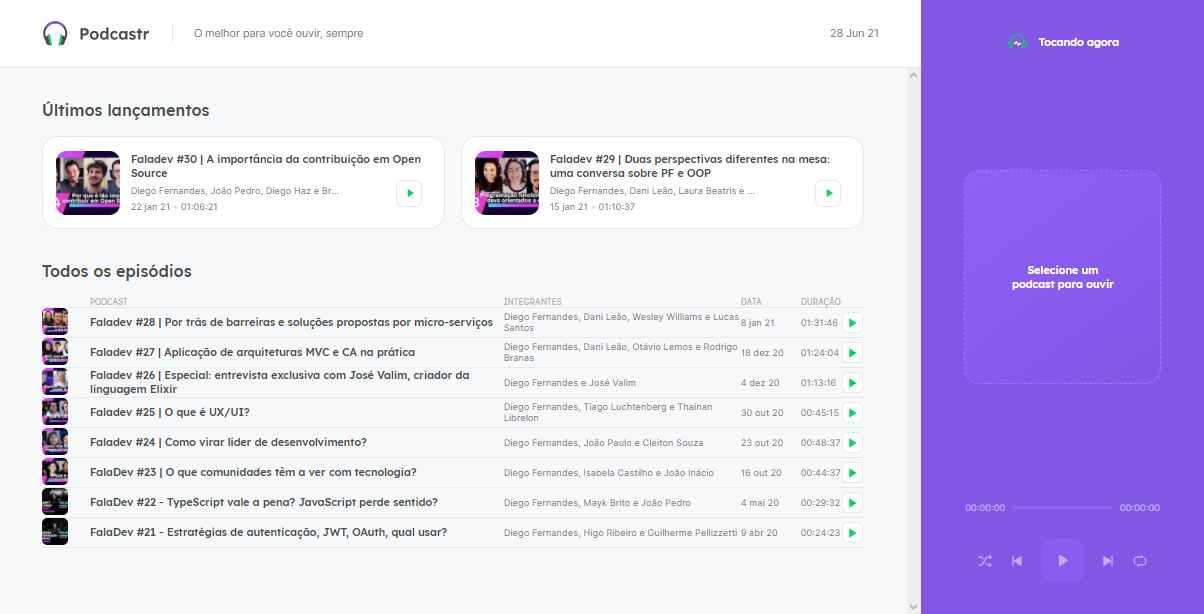 Podcastr
O melhor para você ouvir, sempre
28 Jun 21
Tocando agora
Últimos lançamentos
Faladev #30 | A importância da contribuição em Open
Source
Diego Fernandes, João Pedro, Diego Haz e Br...
22 jan 21 • 01:06:21
Faladev #29 | Duas perspectivas diferentes na mesa:
uma conversa sobre PF e OOP
Diego Fernandes, Dani Leão, Laura Beatris e ...
15 jan 21 • 01:10:37
Todos os episódios
PODCAST INTEGRANTES DATA DURAÇÃO
Faladev #28 | Por trás de barreiras e soluções propostas por micro-serviços
Diego Fernandes, Dani Leão, Wesley Williams e Lucas
Santos
8 jan 21
01:31:46
Faladev #27 | Aplicação de arquiteturas MVC e CA na prática
Diego Fernandes, Dani Leão, Otávio Lemos e Rodrigo
Branas
18 dez 20
01:24:04
Faladev #26 | Especial: entrevista exclusiva com José Valim, criador da
linguagem Elixir
Diego Fernandes e José Valim
4 dez 20
01:13:16
Faladev #25 | O que é UX/UI?
Diego Fernandes, Tiago Luchtenberg e Thainan
Librelon
30 out 20
00:45:15
Faladev #24 | Como virar líder de desenvolvimento?
Diego Fernandes, João Paulo e Cleiton Souza
23 out 20
00:48:37
FalaDev #23 | O que comunidades têm a ver com tecnologia?
Diego Fernandes, Isabela Castilho e João Inácio
16 out 20
00:44:37
FalaDev #22 - TypeScript vale a pena? JavaScript perde sentido?
Diego Fernandes, Mayk Brito e João Pedro
4 mai 20
00:29:32
FalaDev #21 - Estratégias de autenticação, JWT, OAuth, qual usar?
Diego Fernandes, Higo Ribeiro e Guilherme Pellizzetti
9 abr 20
00:24:23
Selecione um
podcast para ouvir
00:00:00
00:00:00